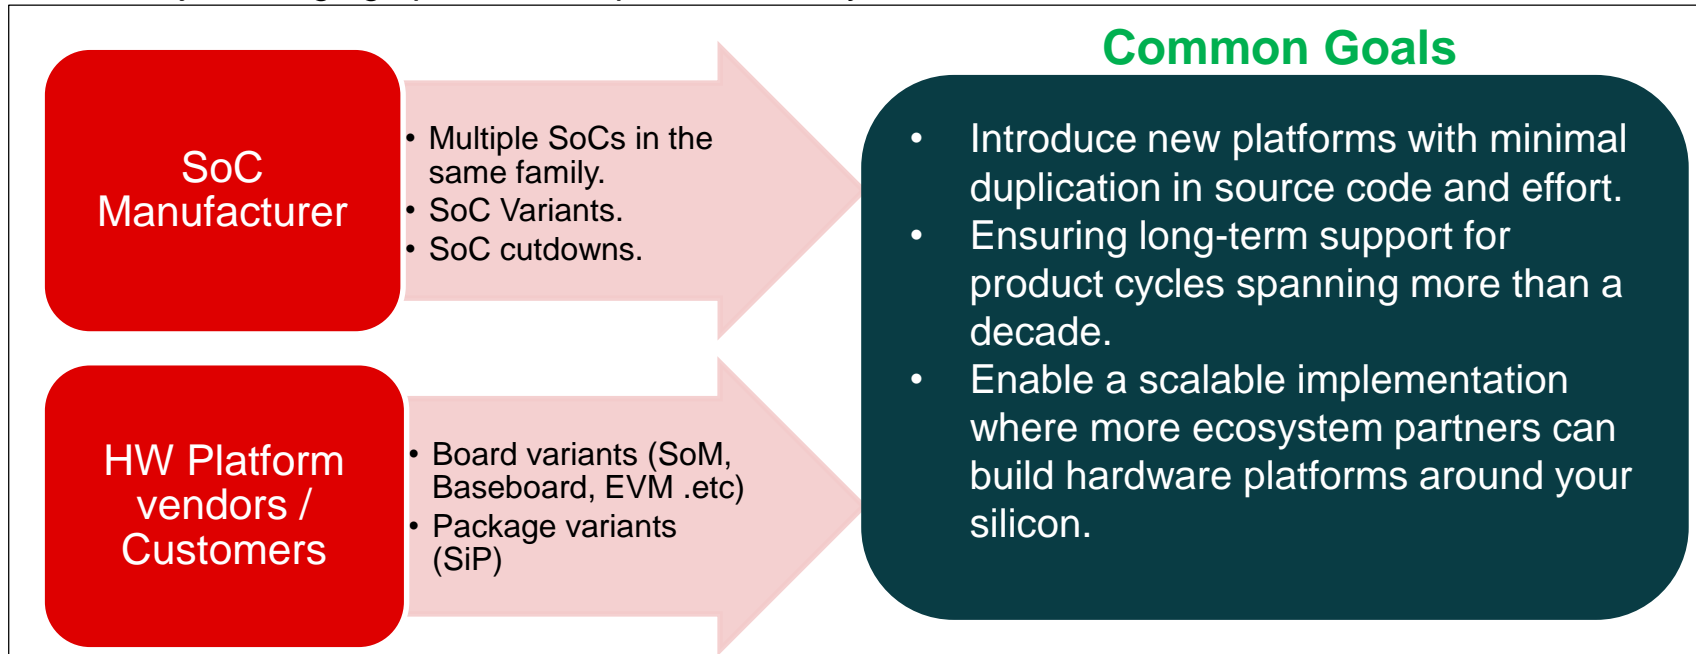 Common Goals
SoC
Manufacturer
• Multiple SoCs in the
same family.
• SoC Variants.
• SoC cutdowns.
HW Platform
vendors /
Customers
• Board variants (SoM,
Baseboard, EVM .etc)
• Package variants
(SiP)
• Introduce new platforms with minimal
duplication in source code and effort.
• Ensuring long-term support for
product cycles spanning more than a
decade.
• Enable a scalable implementation
where more ecosystem partners can
build hardware platforms around your
silicon.